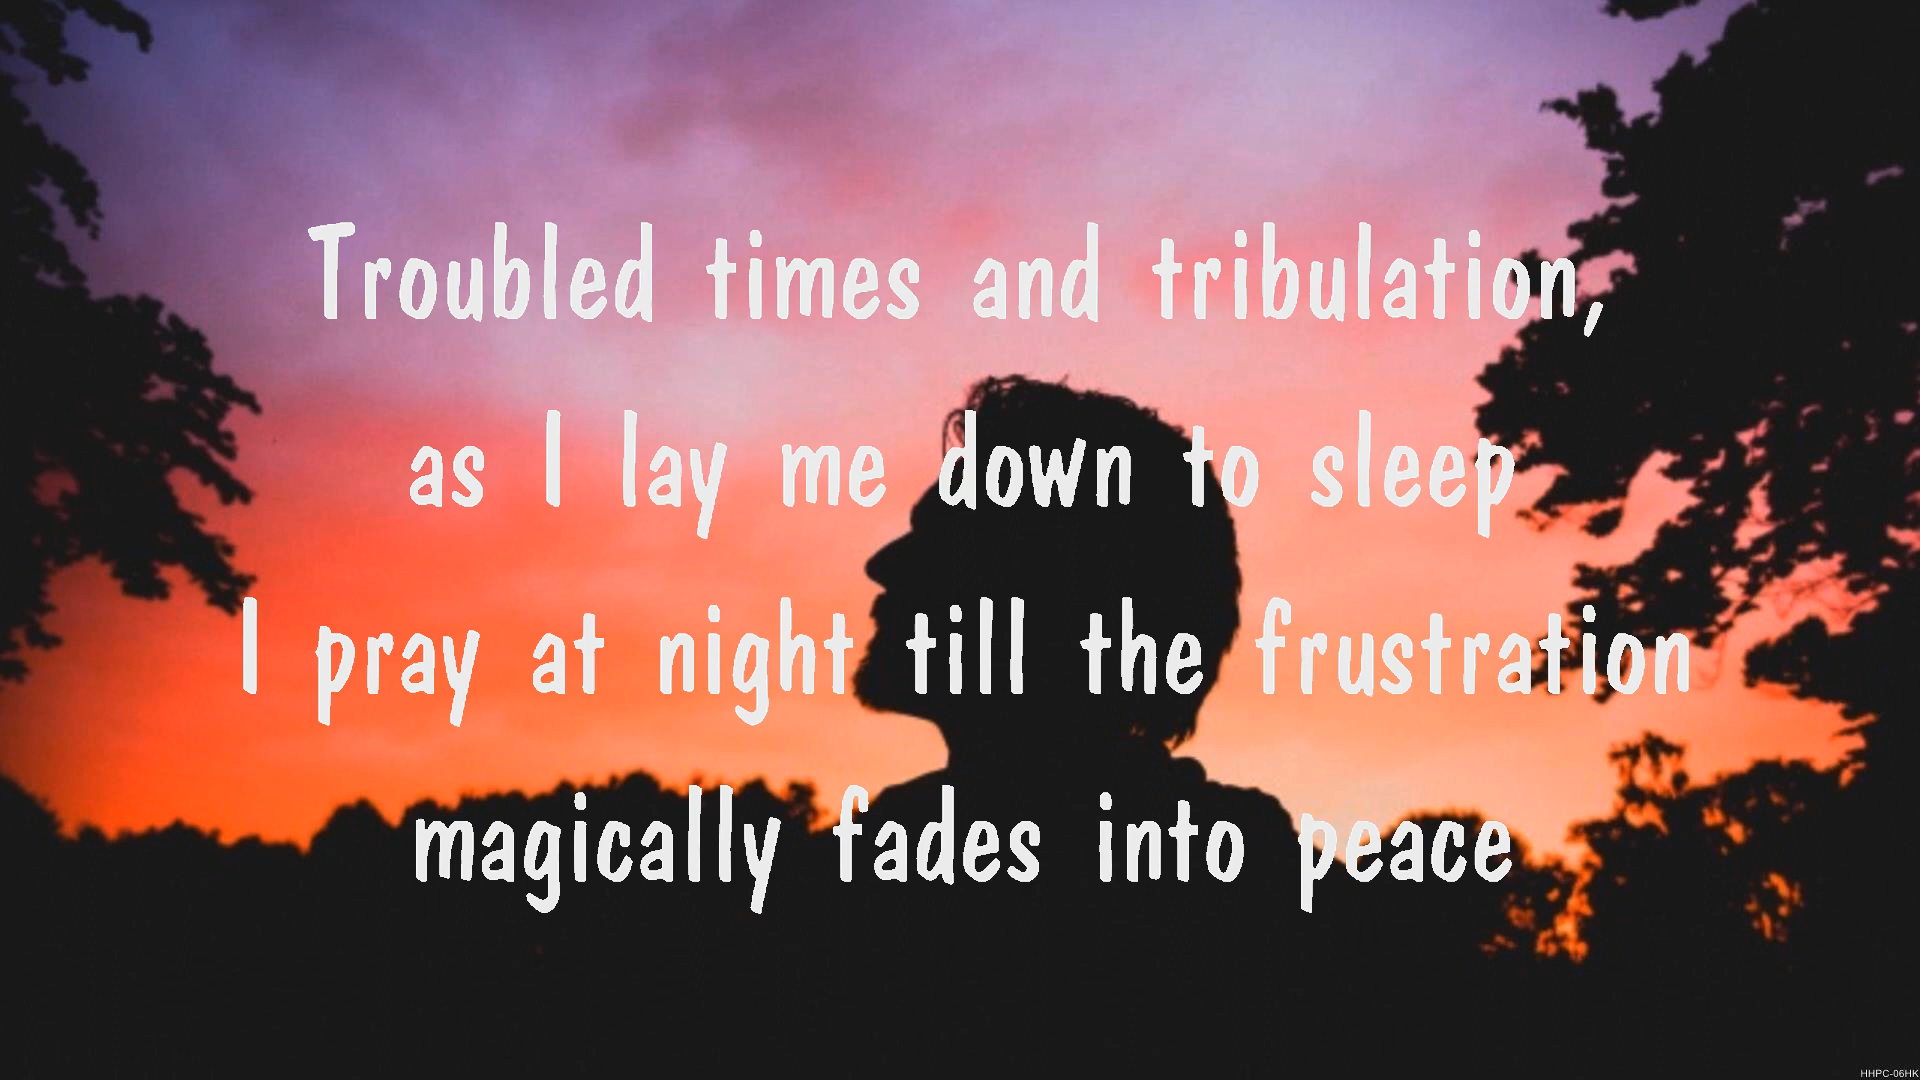 Troubled times and tribulation,
as I lay me down to sleep
I pray at night till the frustration
magically fades into peace
HHPC-06HK